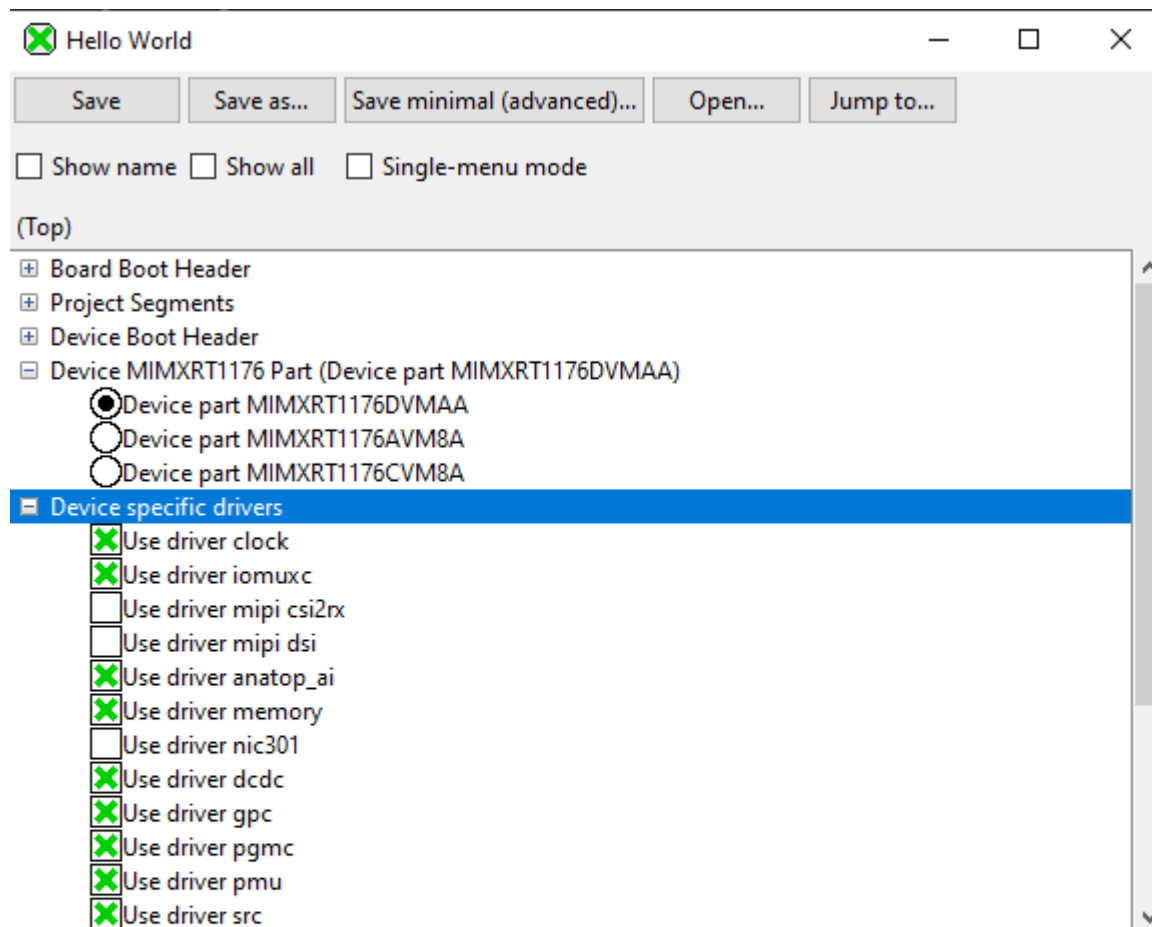 Hello World
Save Save as... Save minimal (advanced)... Open... Jump to...
Show name Show all Single-menu mode
(Top)
Board Boot Header
Project Segments
Device Boot Header
Device MIMXRT1176 Part (Device part MIMXRT1176DVMAA)
Device part MIMXRT1176DVMAA
Device part MIMXRT1176AVM8A
Device part MIMXRT1176CVM8A
Device specific drivers
Use driver clock
Use driver iomuxc
Use driver mipi csi2rx
Use driver mipi dsi
Use driver anatop_ai
Use driver memory
Use driver nic301
Use driver dcdc
Use driver gpc
Use driver pgmc
Use driver pmu
Use driver src